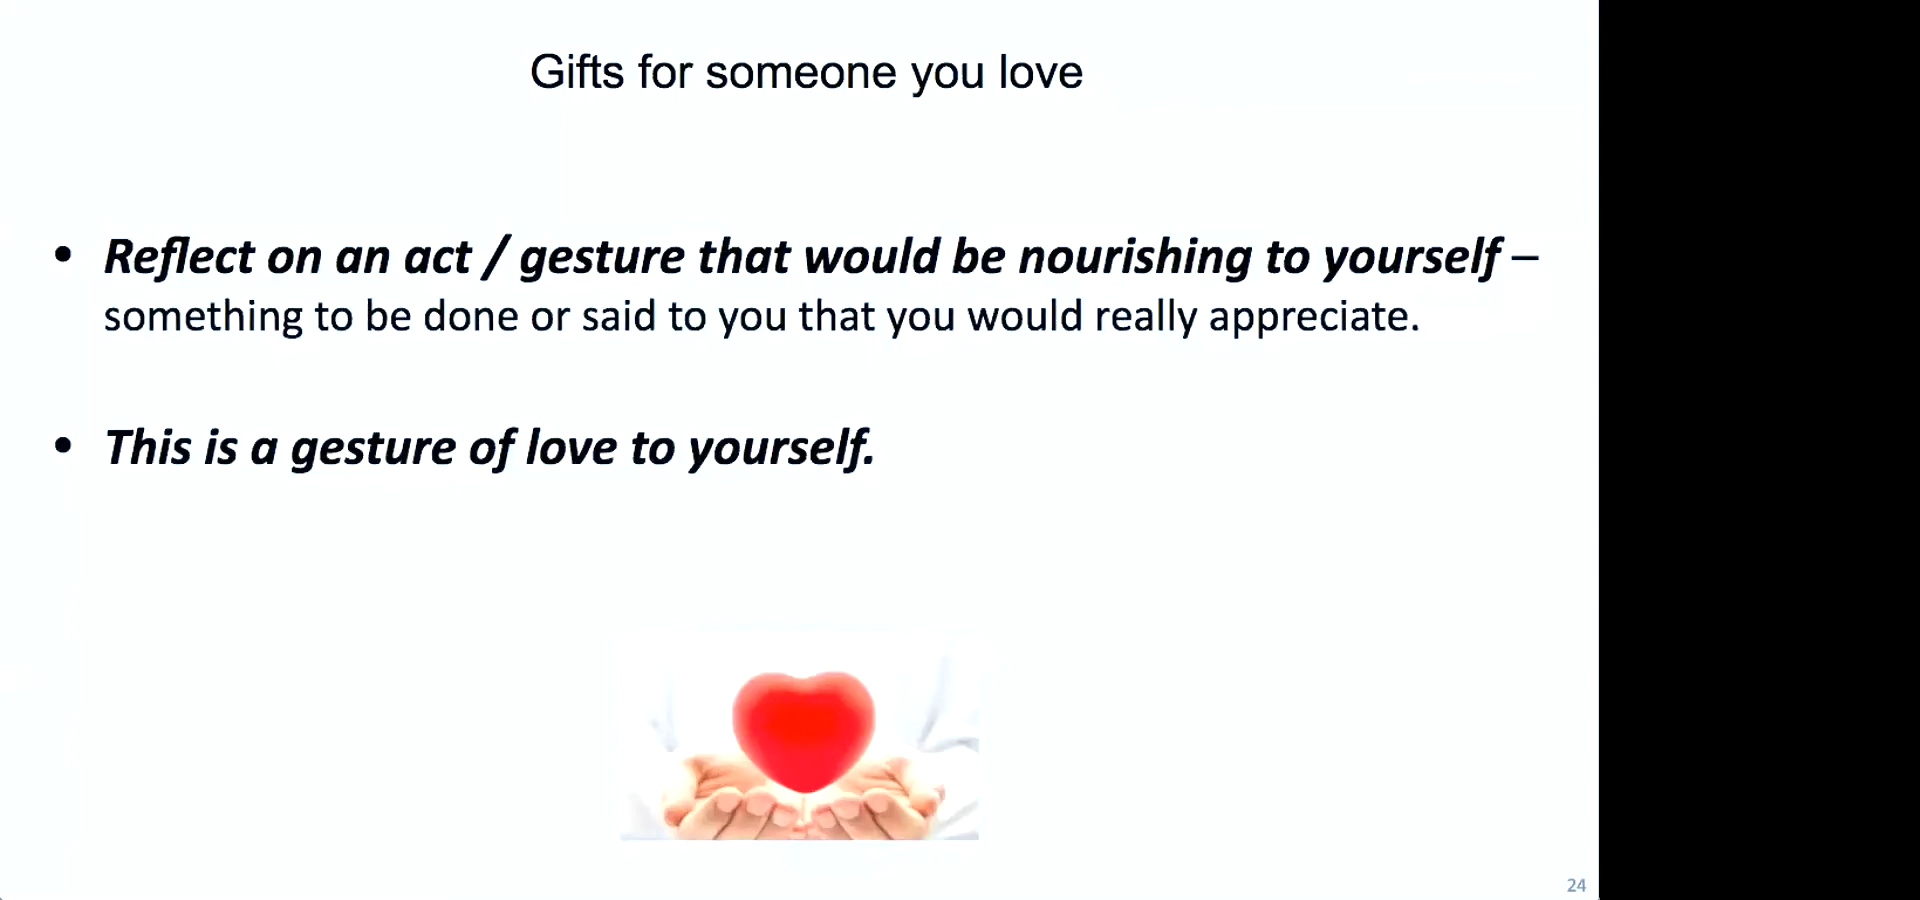 Gifts for someone you love
• Reflect on an act / gesture that would be nourishing to yourself –
something to be done or said to you that you would really appreciate.
• This is a gesture of love to yourself.
24